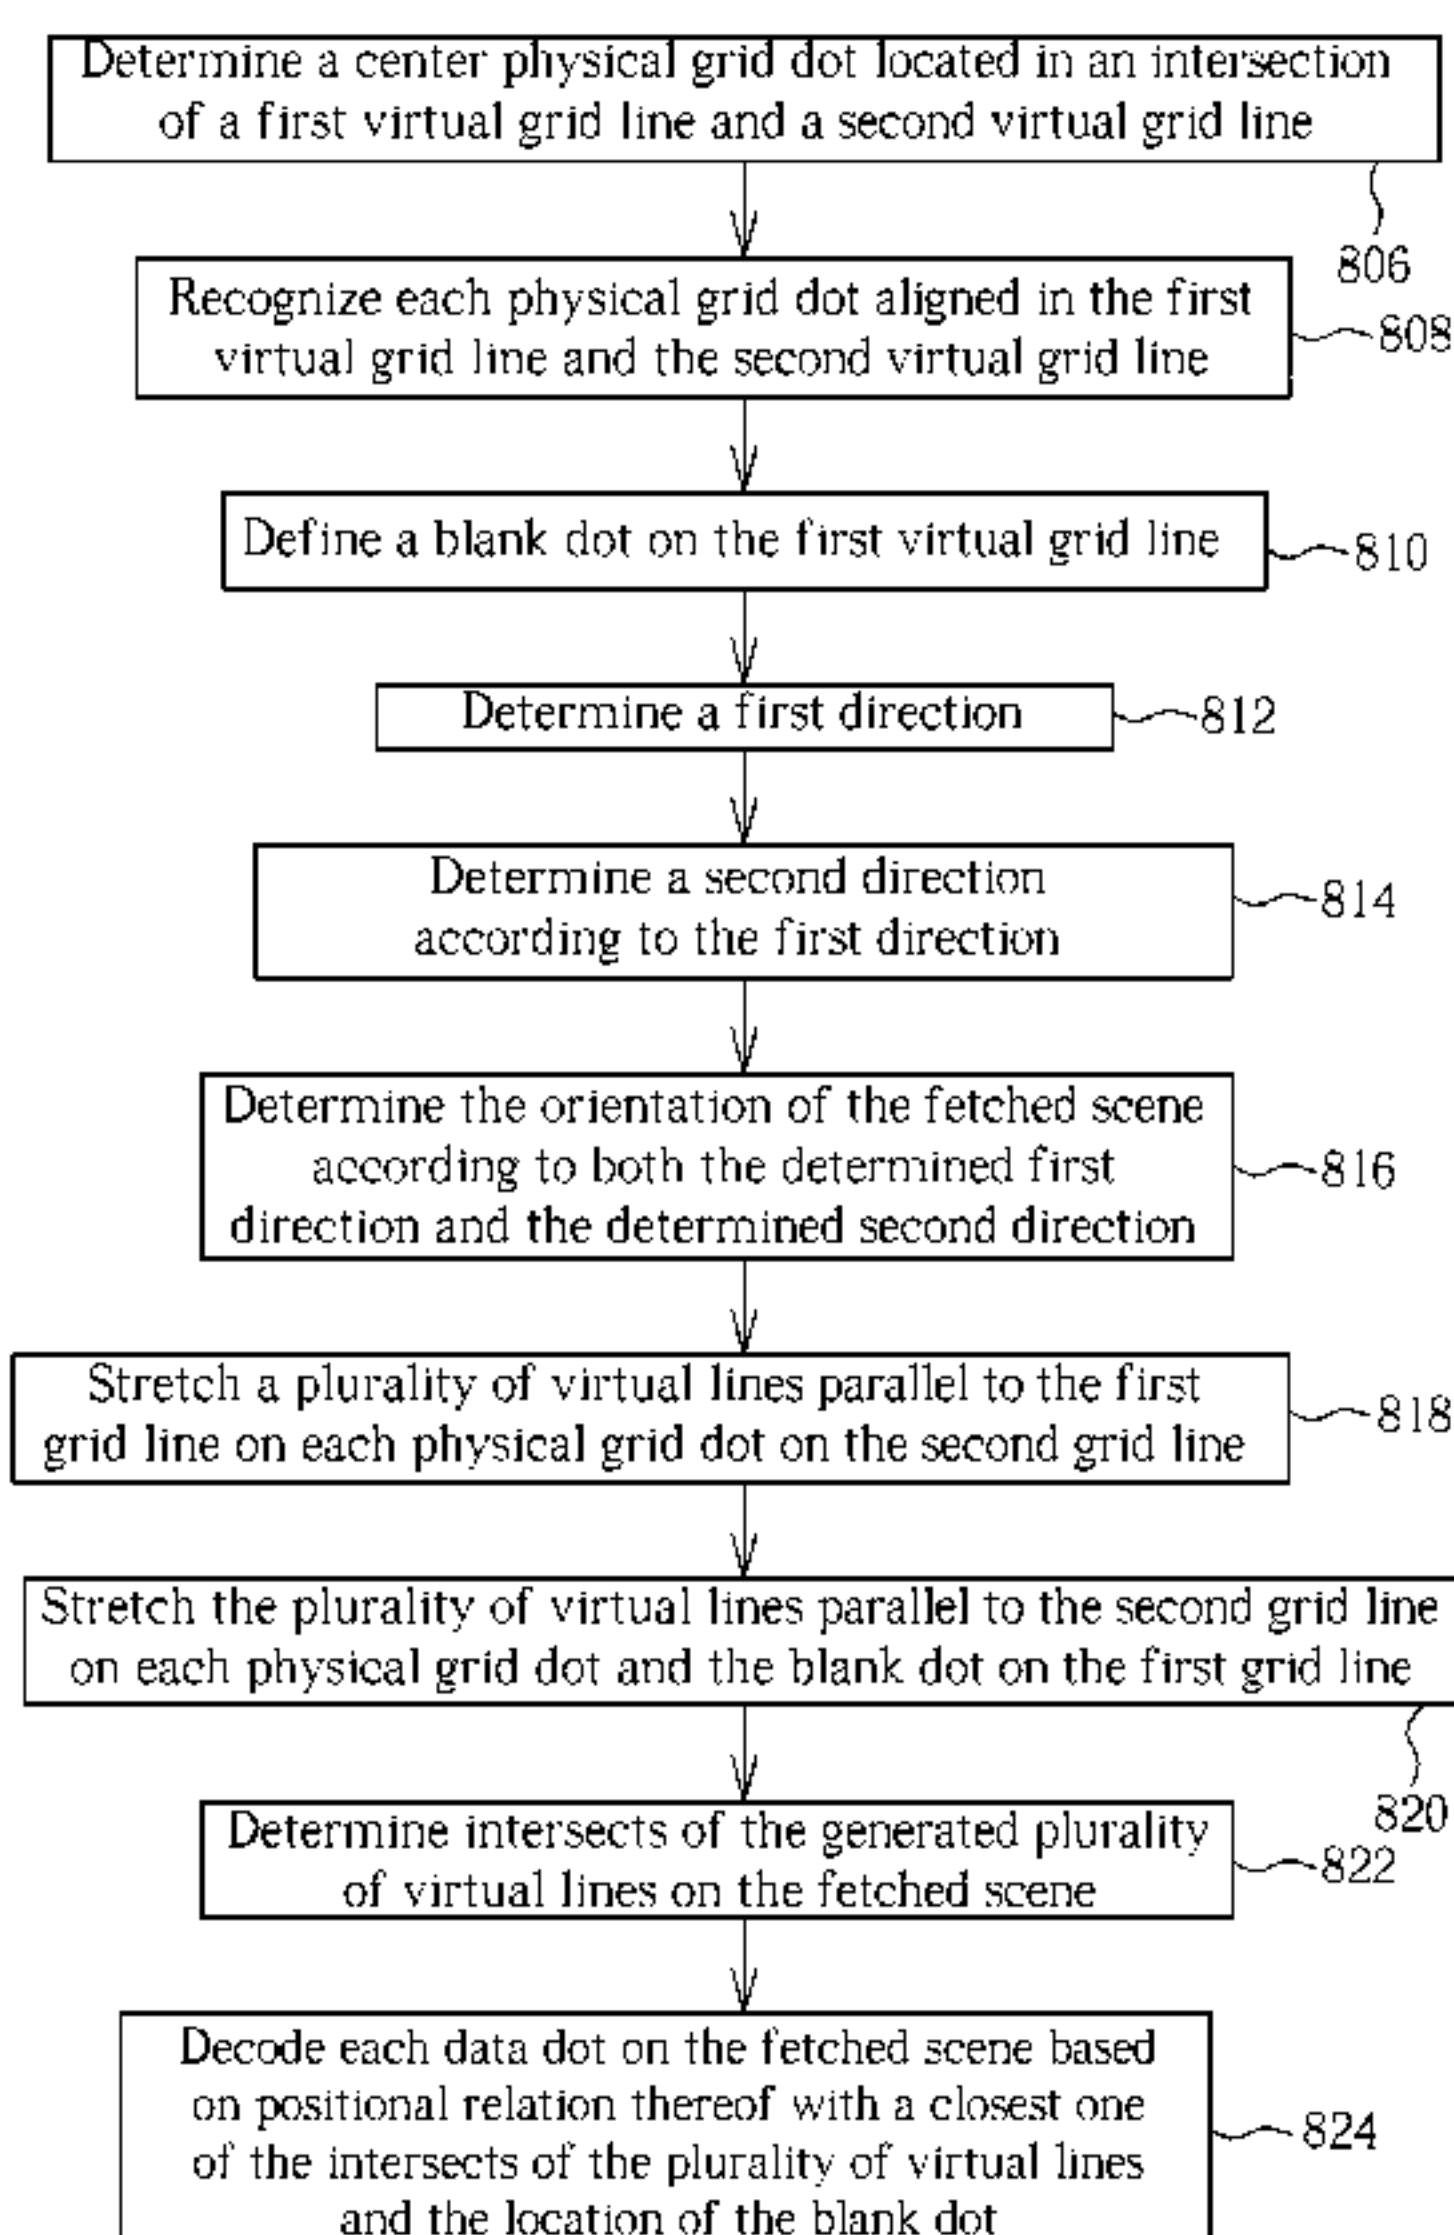 Determine a center physical grid dot located in an intersection
of a first virtual grid line and a second virtual grid line
806
Recognize each physical grid dot aligned in the first
virtual grid line and the second virtual grid line
808
Define a blank dot on the first virtual grid line
810
Determine a first direction
812
Determine a second direction
according to the first direction
814
Determine the orientation of the fetched scene
according to both the determined first
direction and the determined second direction
816
Stretch a plurality of virtual lines parallel to the first
grid line on each physical grid dot on the second grid line
818
Stretch the plurality of virtual lines parallel to the second grid line
on each physical grid dot and the blank dot on the first grid line
820
Determine intersects of the generated plurality
of virtual lines on the fetched scene
822
Decode each data dot on the fetched scene based
on positional relation thereof with a closest one
of the intersects of the plurality of virtual lines
and the location of the blank dot
824